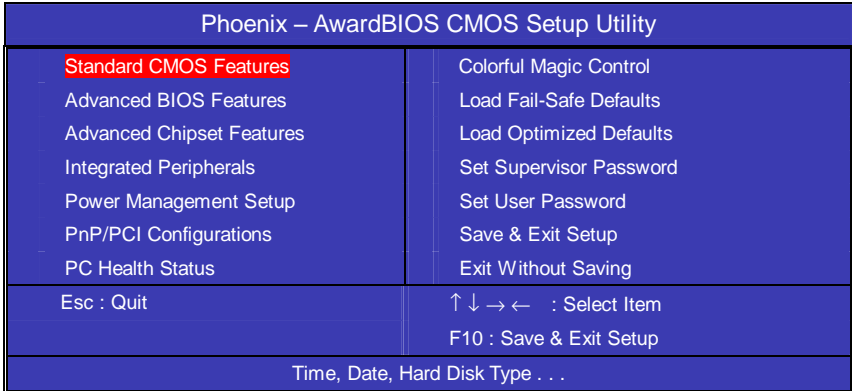 Phoenix – AwardBIOS CMOS Setup Utility
Standard CMOS Features
Advanced BIOS Features
Advanced Chipset Features
Integrated Peripherals
Power Management Setup
PnP/PCI Configurations
PC Health Status
Colorful Magic Control
Load Fail-Safe Defaults
Load Optimized Defaults
Set Supervisor Password
Set User Password
Save & Exit Setup
Exit Without Saving
Esc : Quit
↑ ↓ → ← : Select Item
F10 : Save & Exit Setup
Time, Date, Hard Disk Type . . .